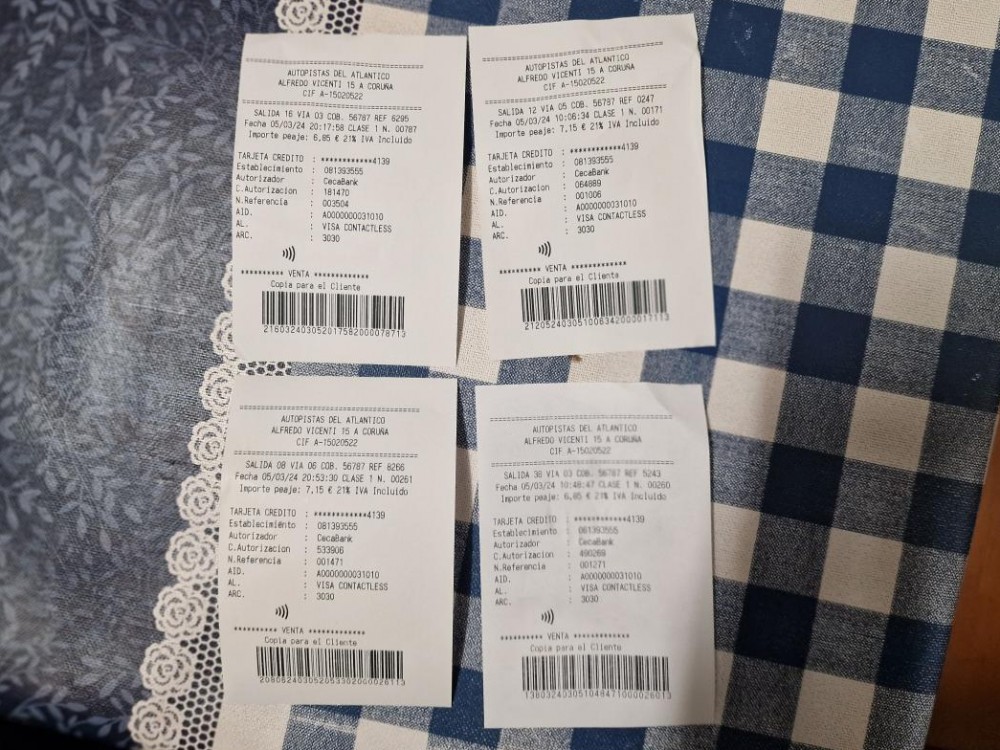 AUTOPISTAS DEL ATLANTICO
ALFREDO VICENTI 15 A CORUÑA
CIF A-15020522
SALIDA 16 VIA 03 COB. 56787 REF 6295
Fecha 05/03/24 20:17:58 CLASE 1 N. 00787
Importe peaje: 6,85 € 21% IVA Incluido
TARJETA CREDITO : ************4139
Establecimiento : 081393555
Autorizador : CecaBank
C.Autorizacion : 181470
N.Referencia : 003504
AID. : A0000000031010
AL. : VISA CONTACTLESS
ARC. : 3030
********** VENTA *************
Copia para el Cliente
21603240305201758200078713
AUTOPISTAS DEL ATLANTICO
ALFREDO VICENTI 15 A CORUÑA
CIF A-15020522
SALIDA 12 VIA 05 COB. 56787 REF 0247
Fecha 05/03/24 10:06:34 CLASE 1 N. 00171
Importe peaje: 7,15 € 21% IVA Incluido
TARJETA CREDITO : ************4139
Establecimiento : 081393555
Autorizador : CecaBank
C.Autorizacion : 064889
N.Referencia : 001006
AID. : A0000000031010
AL. : VISA CONTACTLESS
ARC. : 3030
********** VENTA *************
Copia para el Cliente
21205240305100634200017113
AUTOPISTAS DEL ATLANTICO
ALFREDO VICENTI 15 A CORUÑA
CIF A-15020522
SALIDA 08 VIA 06 COB. 56787 REF 8266
Fecha 05/03/24 20:53:30 CLASE 1 N. 00261
Importe peaje: 7,15 € 21% IVA Incluido
TARJETA CREDITO : ************4139
Establecimiento : 081393555
Autorizador : CecaBank
C.Autorizacion : 533906
N.Referencia : 001471
AID. : A0000000031010
AL. : VISA CONTACTLESS
ARC. : 3030
********** VENTA *************
Copia para el Cliente
20806240305205330200026113
AUTOPISTAS DEL ATLANTICO
ALFREDO VICENTI 15 A CORUÑA
CIF A-15020522
SALIDA 38 VIA 03 COB. 56787 REF 5243
Fecha 05/03/24 10:48:47 CLASE 1 N. 00260
Importe peaje: 6,85 € 21% IVA Incluido
TARJETA CREDITO : ************4139
Establecimiento : 081393555
Autorizador : CecaBank
C.Autorizacion : 490269
N.Referencia : 001271
AID. : A0000000031010
AL. : VISA CONTACTLESS
ARC. : 3030
********** VENTA *************
Copia para el Cliente
13803240305104847100026013